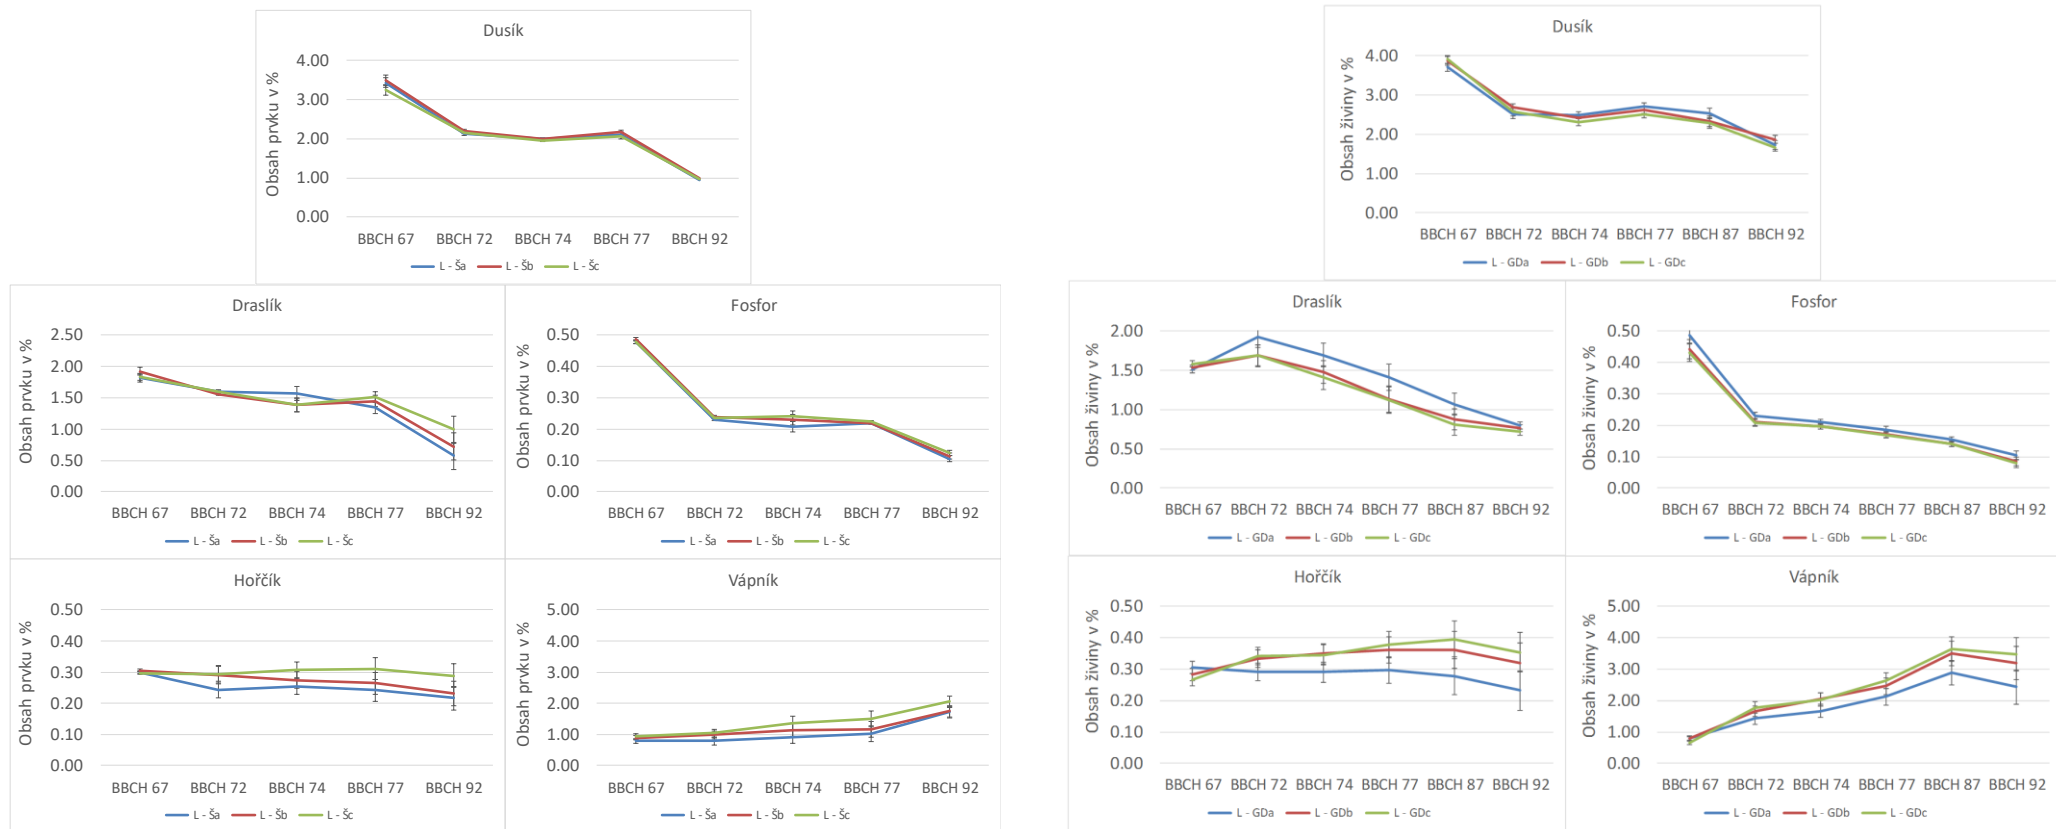 Dusík
Obsah prvku v %
4.00
3.00
2.00
1.00
0.00
BBCH 67 BBCH 72 BBCH 74 BBCH 77 BBCH 92
L - Ša L - Šb L - Šc
Draslík
Obsah prvku v %
2.50
2.00
1.50
1.00
0.50
0.00
BBCH 67 BBCH 72 BBCH 74 BBCH 77 BBCH 92
L - Ša L - Šb L - Šc
Fosfor
Obsah prvku v %
0.50
0.40
0.30
0.20
0.10
0.00
BBCH 67 BBCH 72 BBCH 74 BBCH 77 BBCH 92
L - Ša L - Šb L - Šc
Hořčík
Obsah prvku v %
0.50
0.40
0.30
0.20
0.10
0.00
BBCH 67 BBCH 72 BBCH 74 BBCH 77 BBCH 92
L - Ša L - Šb L - Šc
Vápník
Obsah prvku v %
5.00
4.00
3.00
2.00
1.00
0.00
BBCH 67 BBCH 72 BBCH 74 BBCH 77 BBCH 92
L - Ša L - Šb L - Šc
Dusík
Obsah živiny v %
4.00
3.00
2.00
1.00
0.00
BBCH 67 BBCH 72 BBCH 74 BBCH 77 BBCH 87 BBCH 92
L - GDa L - GDb L - GDc
Draslík
Obsah živiny v %
2.00
1.50
1.00
0.50
0.00
BBCH 67 BBCH 72 BBCH 74 BBCH 77 BBCH 87 BBCH 92
L - GDa L - GDb L - GDc
Fosfor
Obsah živiny v %
0.50
0.40
0.30
0.20
0.10
0.00
BBCH 67 BBCH 72 BBCH 74 BBCH 77 BBCH 87 BBCH 92
L - GDa L - GDb L - GDc
Hořčík
Obsah živiny v %
0.50
0.40
0.30
0.20
0.10
0.00
BBCH 67 BBCH 72 BBCH 74 BBCH 77 BBCH 87 BBCH 92
L - GDa L - GDb L - GDc
Vápník
Obsah živiny v %
5.00
4.00
3.00
2.00
1.00
0.00
BBCH 67 BBCH 72 BBCH 74 BBCH 77 BBCH 87 BBCH 92
L - GDa L - GDb L - GDc